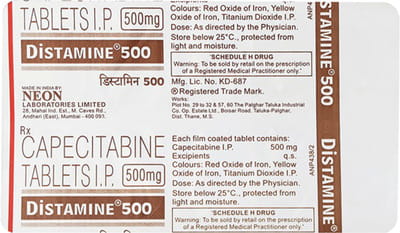 CAPECITABINE
TABLETS I.P. 500mg
DISTAMINE® 500
डिस्टामिन 500
MADE IN INDIA BY
NEON
LABORATORIES LIMITED
28, Mahal Ind. Est., M. Caves Rd.,
Andheri (East), Mumbai - 400 093.
Rx
CAPECITABINE
TABLETS I.P. 500mg
DISTAMINE® 500
Excipients q.s.
Colours: Red Oxide of Iron, Yellow
Oxide of Iron, Titanium Dioxide I.P.
Dose: As directed by the Physician.
Store below 25°C., protected from
light and moisture.
"SCHEDULE H DRUG
Warning: To be sold by retail on the prescription
of a Registered Medical Practitioner only."
Mfg. Lic. No. KD-687
® Registered Trade Mark.
Works:
Plot No. 29 to 32 & 57, 60 The Palghar Taluka Industrial
Co. Op. Estate Ltd., Boisar Road, Taluka-Palghar,
Dist. Thane, M.S.
Each film coated tablet contains:
Capecitabine I.P. 500 mg
Excipients q.s.
Colours: Red Oxide of Iron, Yellow
Oxide of Iron, Titanium Dioxide I.P.
Dose: As directed by the Physician.
Store below 25°C., protected from
light and moisture.
"SCHEDULE H DRUG
Warning: To be sold by retail on the prescription
of a Registered Medical Practitioner only."
DISTAMINE® 500
DISTAMINE
ANP438/2